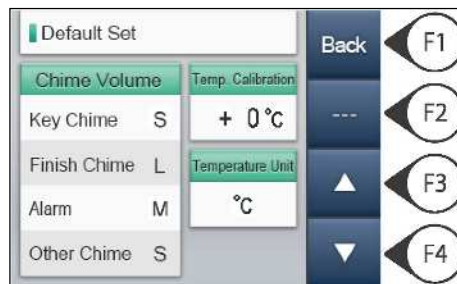 Default Set
Back
F1
Chime Volume
Temp. Calibration
Key Chime S
+ 0℃
---
F2
Finish Chime L
Temperature Unit
F3
Alarm M
℃
Other Chime S
F4